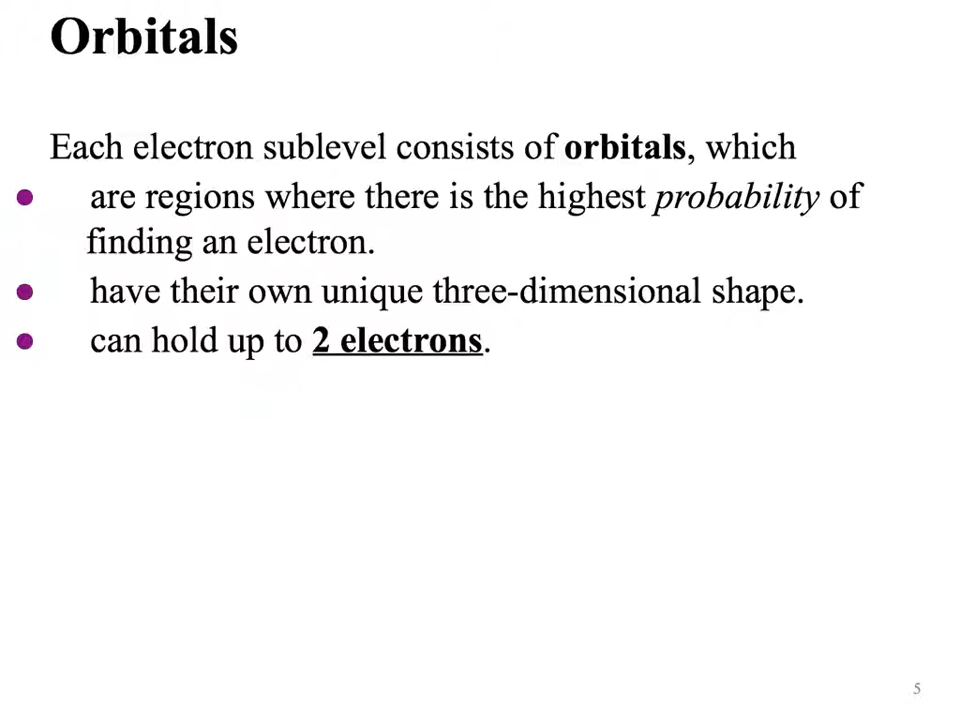 Orbitals
Each electron sublevel consists of orbitals, which
● are regions where there is the highest probability of
finding an electron.
● have their own unique three-dimensional shape.
● can hold up to 2 electrons.
5